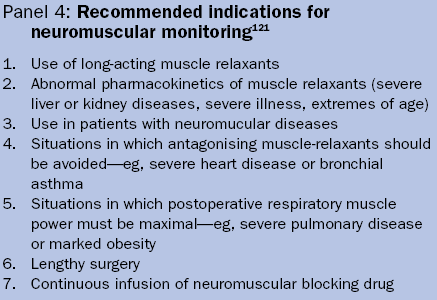 Panel 4: Recommended indications for
neuromuscular monitoring121
1. Use of long-acting muscle relaxants
2. Abnormal pharmacokinetics of muscle relaxants (severe
liver or kidney diseases, severe illness, extremes of age)
3. Use in patients with neuromucular diseases
4. Situations in which antagonising muscle-relaxants should
be avoided—eg, severe heart disease or bronchial
asthma
5. Situations in which postoperative respiratory muscle
power must be maximal—eg, severe pulmonary disease
or marked obesity
6. Lengthy surgery
7. Continuous infusion of neuromuscular blocking drug